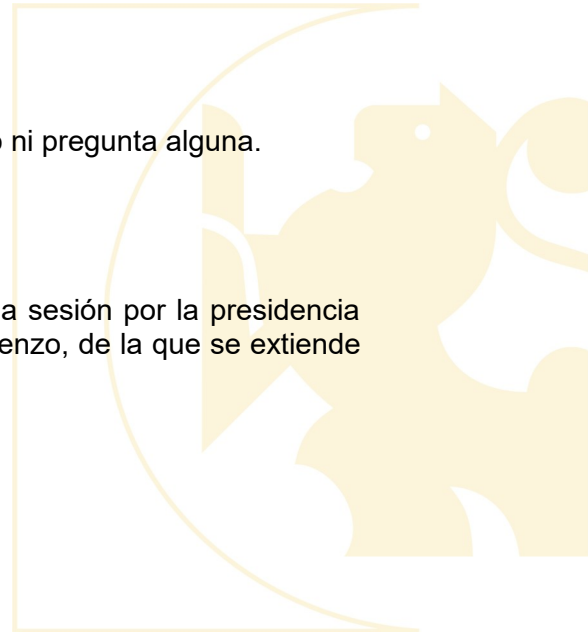 ni pregunta alguna.
a sesión por la presidencia
enzo, de la que se extiende